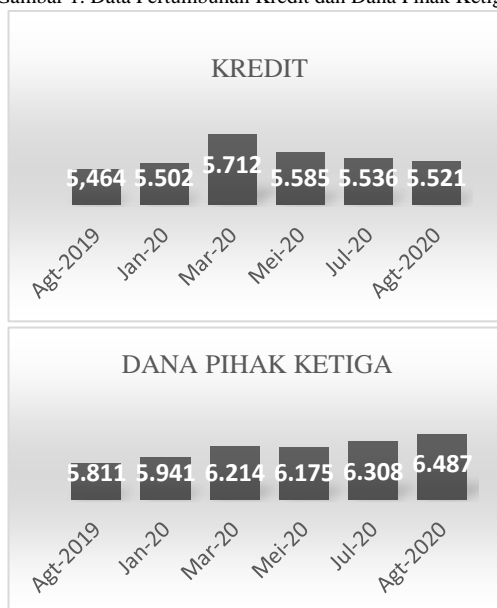 Gambar 1. Data Pertumbuhan Kredit dan Dana Pihak Ketiga
KREDIT
5,464 5.502 5.712 5.585 5.536 5.521
Agt-2019 Jan-20 Mar-20 Mei-20 Jul-20 Agt-2020
DANA PIHAK KETIGA
5.811 5.941 6.214 6.175 6.308 6.487
Agt-2019 Jan-20 Mar-20 Mei-20 Jul-20 Agt-2020